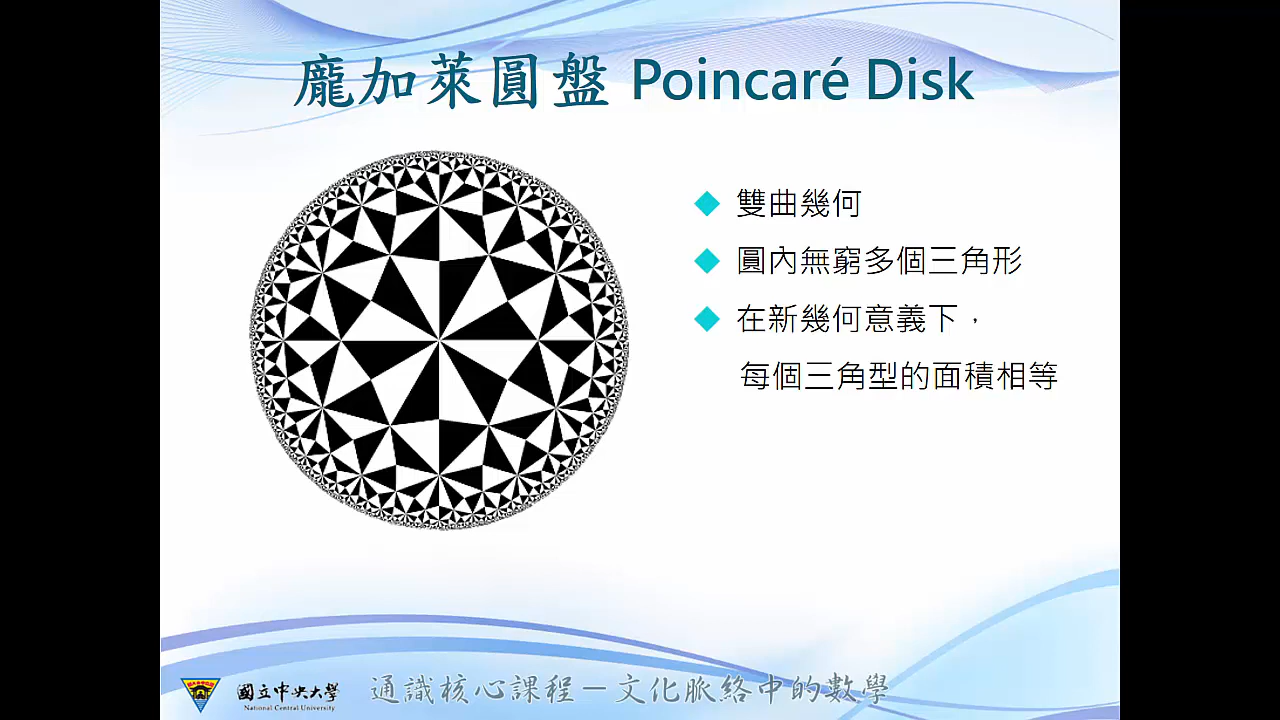 龐加萊圓盤 Poincaré Disk
雙曲幾何
圓內無窮多個三角形
在新幾何意義下，
每個三角型的面積相等
國立中央大學
National Central University
通識核心課程－文化脈絡中的數學